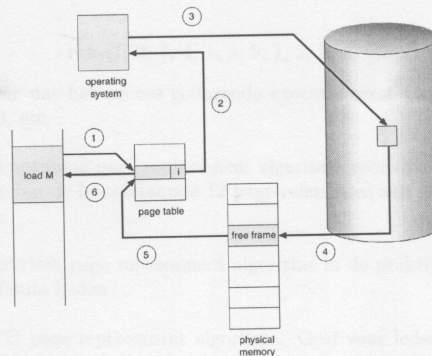 3
operating
system
2
1
load M
i
6
page table
free frame
5
4
physical
memory